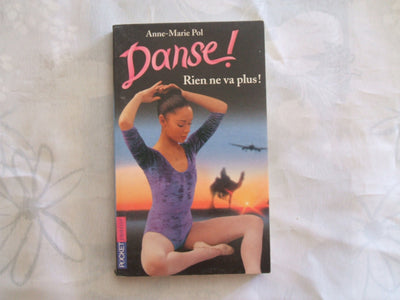 Anne-Marie Pol
Danse!
Rien ne va plus!
POCKET